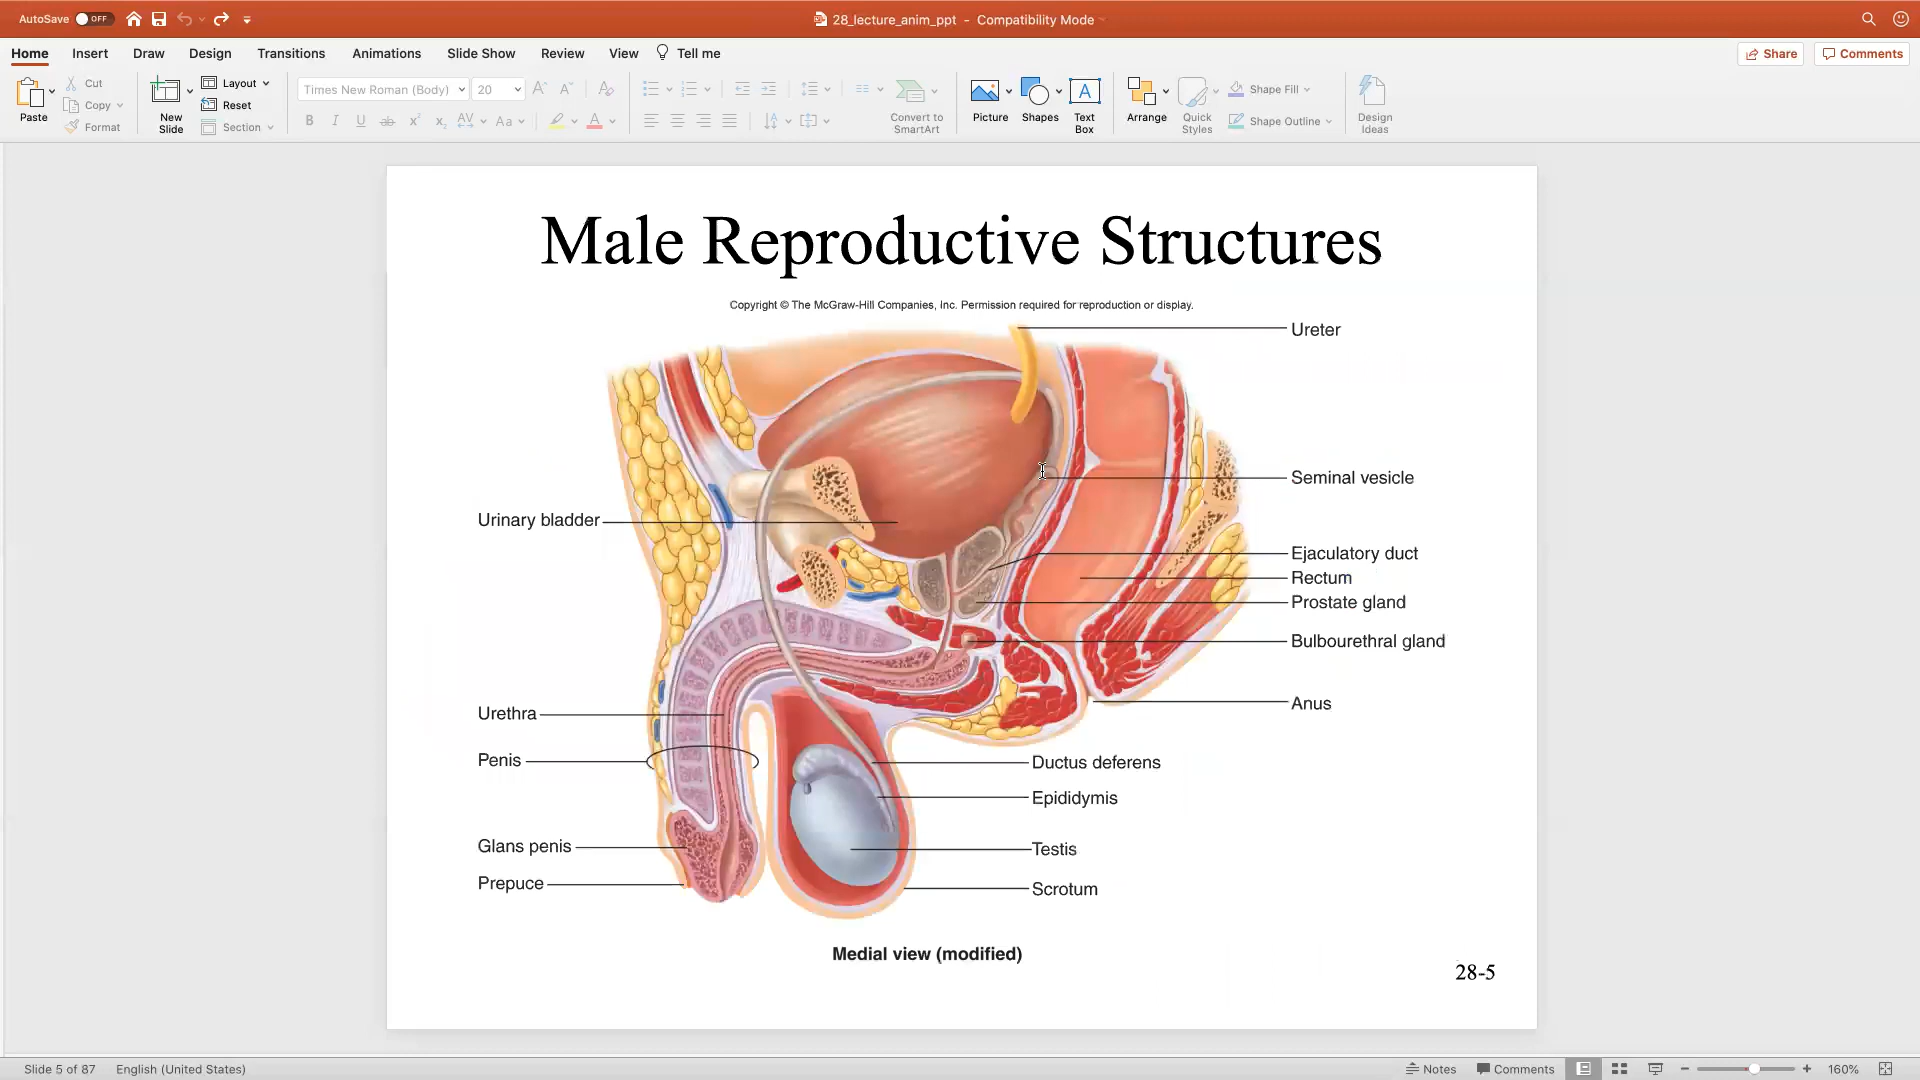 AutoSave OFF
28_lecture_anim_ppt - Compatibility Mode
Home Insert Draw Design Transitions Animations Slide Show Review View Tell me Share Comments
Paste Cut Copy Format
New Slide Layout Reset Section
Times New Roman (Body) 20
B I U ab X² X₂ AV Aa A
Convert to SmartArt
Picture Shapes Text Box
Arrange Quick Styles Shape Fill Shape Outline
Design Ideas
Male Reproductive Structures
Copyright © The McGraw-Hill Companies, Inc. Permission required for reproduction or display.
Ureter
Seminal vesicle
Urinary bladder
Ejaculatory duct
Rectum
Prostate gland
Bulbourethral gland
Anus
Urethra
Penis
Ductus deferens
Epididymis
Glans penis
Testis
Prepuce
Scrotum
Medial view (modified)
28-5
Slide 5 of 87 English (United States) Notes Comments 160%